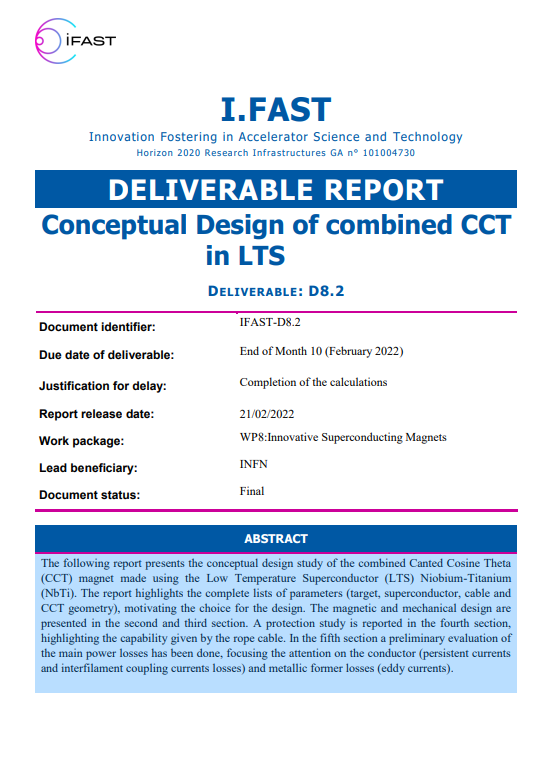 iFAST
I.FAST
Innovation Fostering in Accelerator Science and Technology
Horizon 2020 Research Infrastructures GA n° 101004730
DELIVERABLE REPORT
Conceptual Design of combined CCT
in LTS
DELIVERABLE: D8.2
Document identifier: IFAST-D8.2
Due date of deliverable: End of Month 10 (February 2022)
Justification for delay: Completion of the calculations
Report release date: 21/02/2022
Work package: WP8:Innovative Superconducting Magnets
Lead beneficiary: INFN
Document status: Final
ABSTRACT
The following report presents the conceptual design study of the combined Canted Cosine Theta
(CCT) magnet made using the Low Temperature Superconductor (LTS) Niobium-Titanium
(NbTi). The report highlights the complete lists of parameters (target, superconductor, cable and
CCT geometry), motivating the choice for the design. The magnetic and mechanical design are
presented in the second and third section. A protection study is reported in the fourth section,
highlighting the capability given by the rope cable. In the fifth section a preliminary evaluation of
the main power losses has been done, focusing the attention on the conductor (persistent currents
and interfilament coupling currents losses) and metallic former losses (eddy currents).